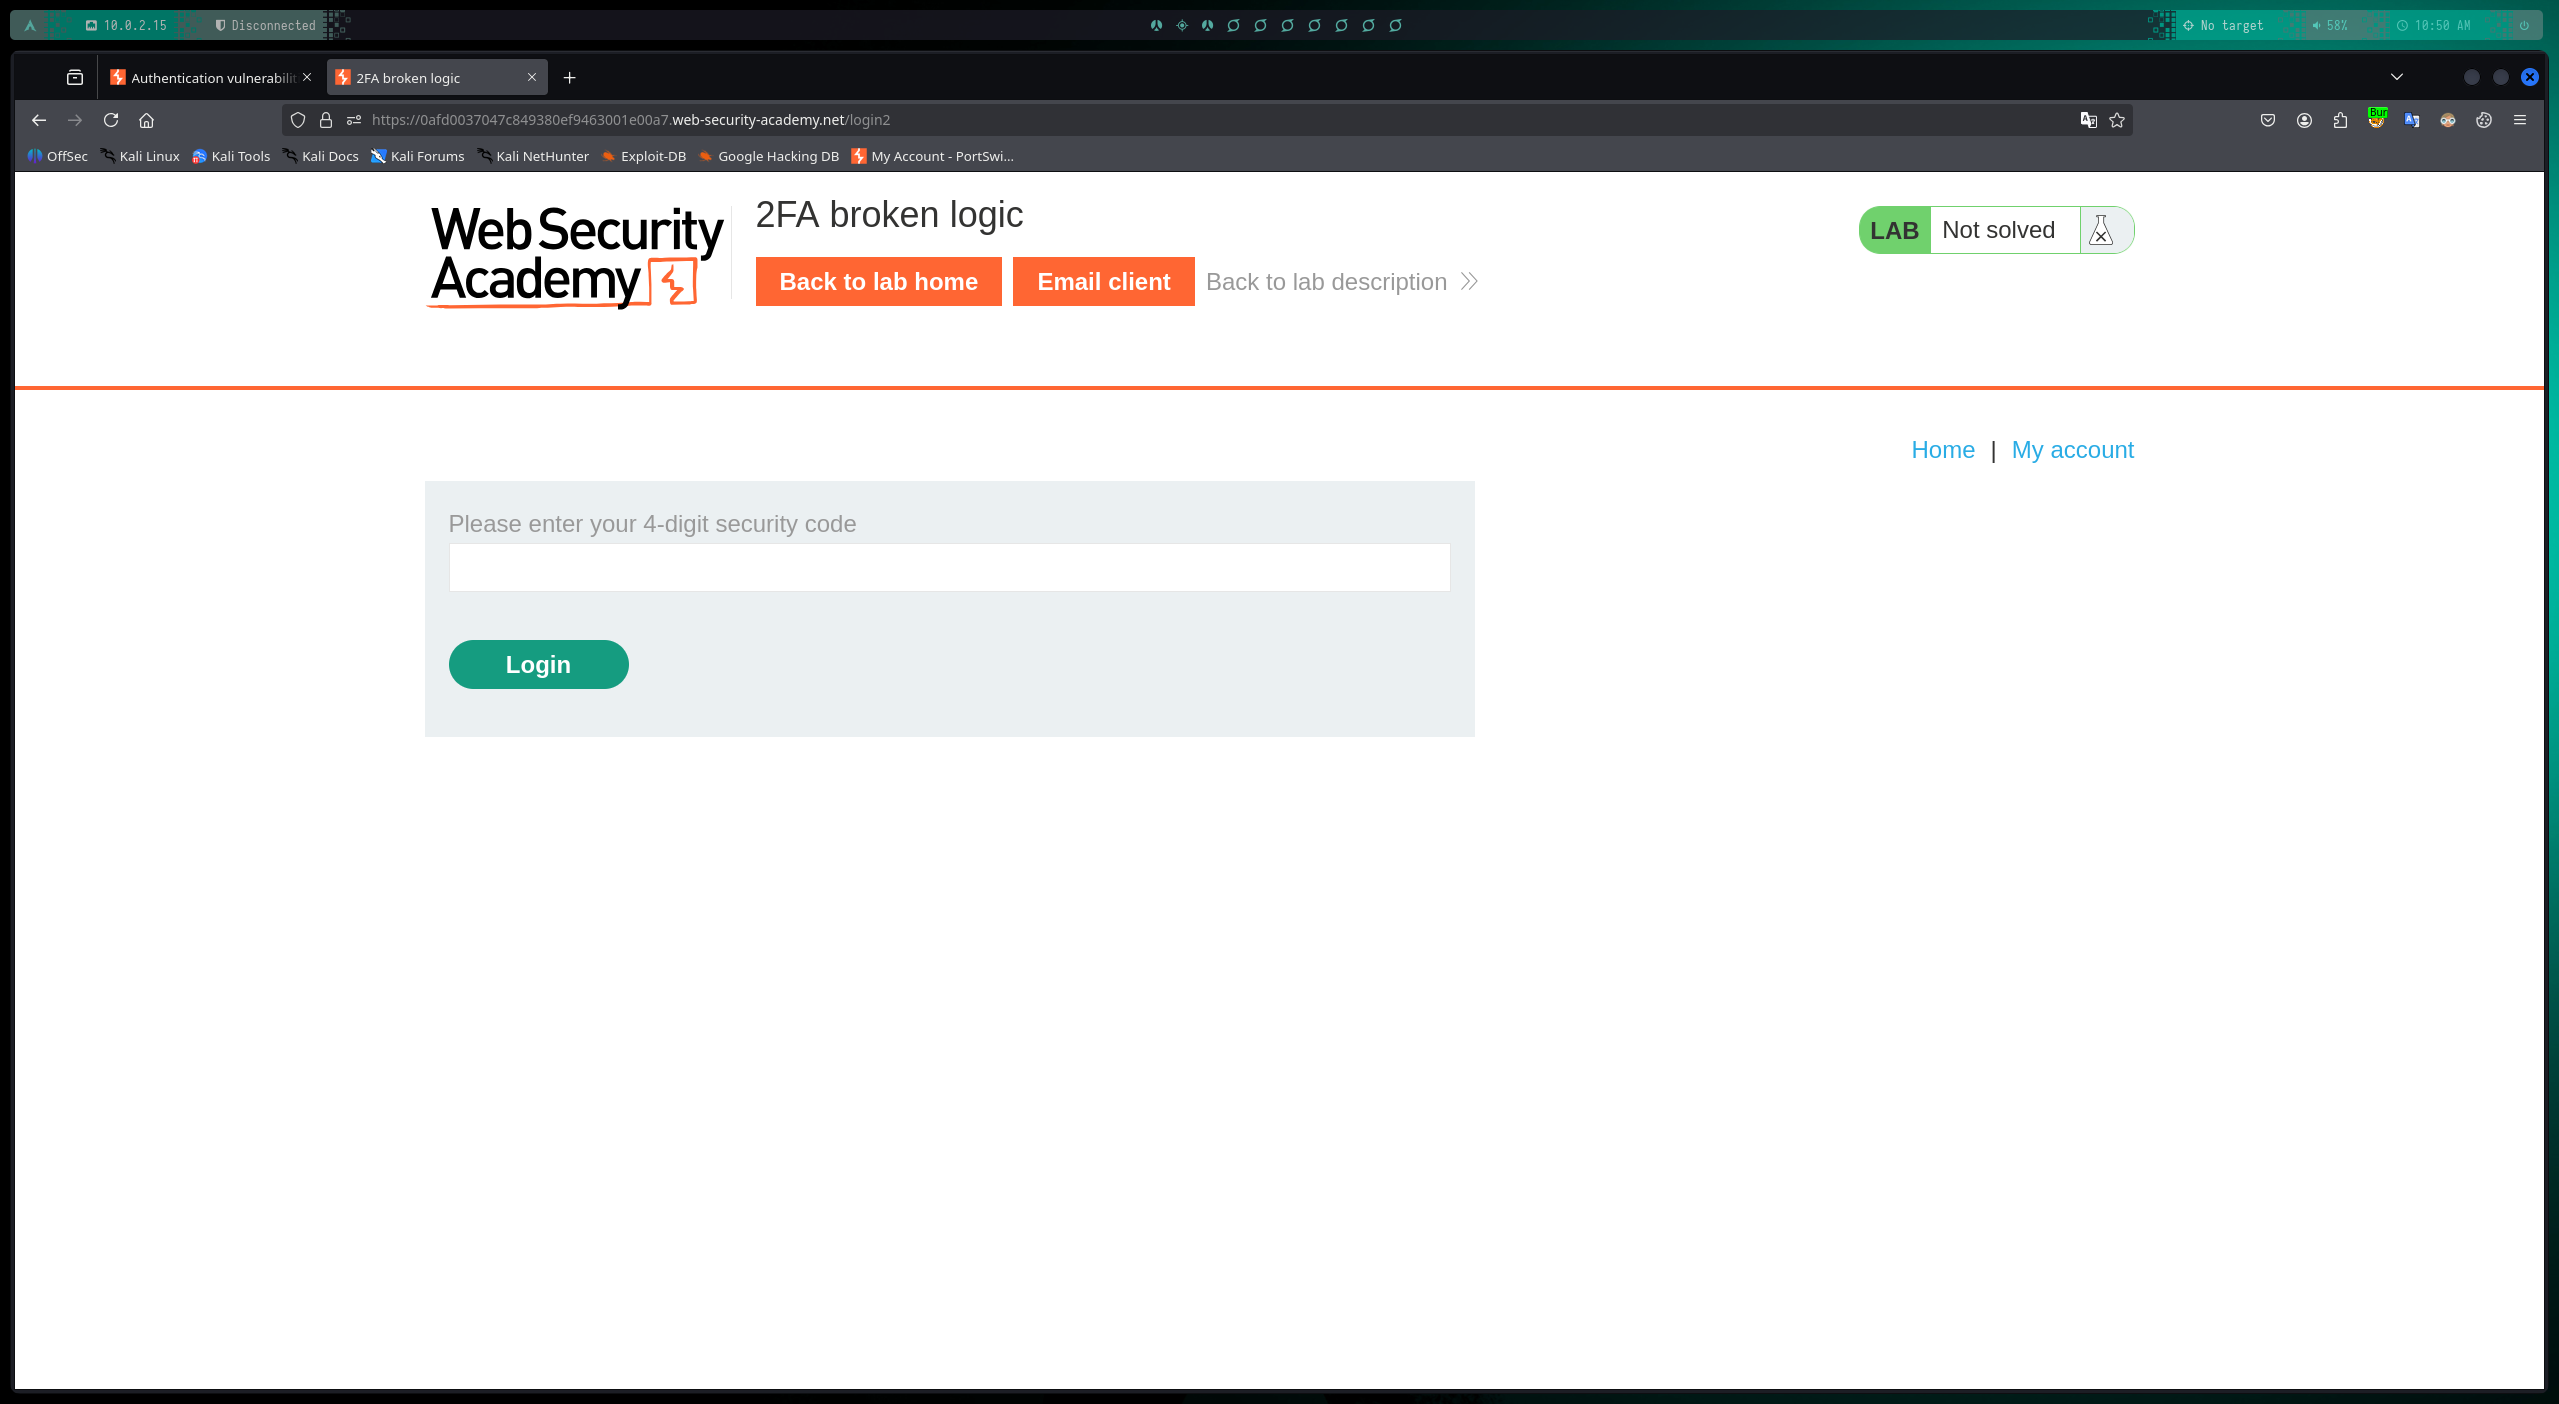 10.0.2.15 Disconnected No target 58% 10:50 AM
Authentication vulnerabilit 2FA broken logic
https://0afd0037047c849380ef9463001e00a7.web-security-academy.net/login2 Bur
OffSec Kali Linux Kali Tools Kali Docs Kali Forums Kali NetHunter Exploit-DB Google Hacking DB My Account - PortSwi...
WebSecurity
Academy
2FA broken logic
LAB Not solved
Back to lab home Email client Back to lab description
Home | My account
Please enter your 4-digit security code
Login